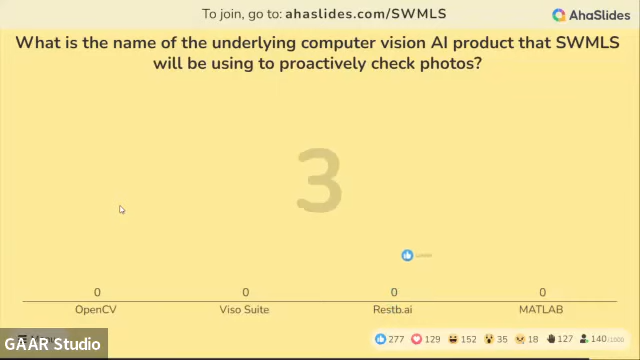 To join, go to: ahaslides.com/SWMLS
AhaSlides
What is the name of the underlying computer vision AI product that SWMLS
will be using to proactively check photos?
3
0 0 0 0
OpenCV Viso Suite Restb.ai MATLAB
GAAR Studio
277 129 152 35 18 127 140/1000